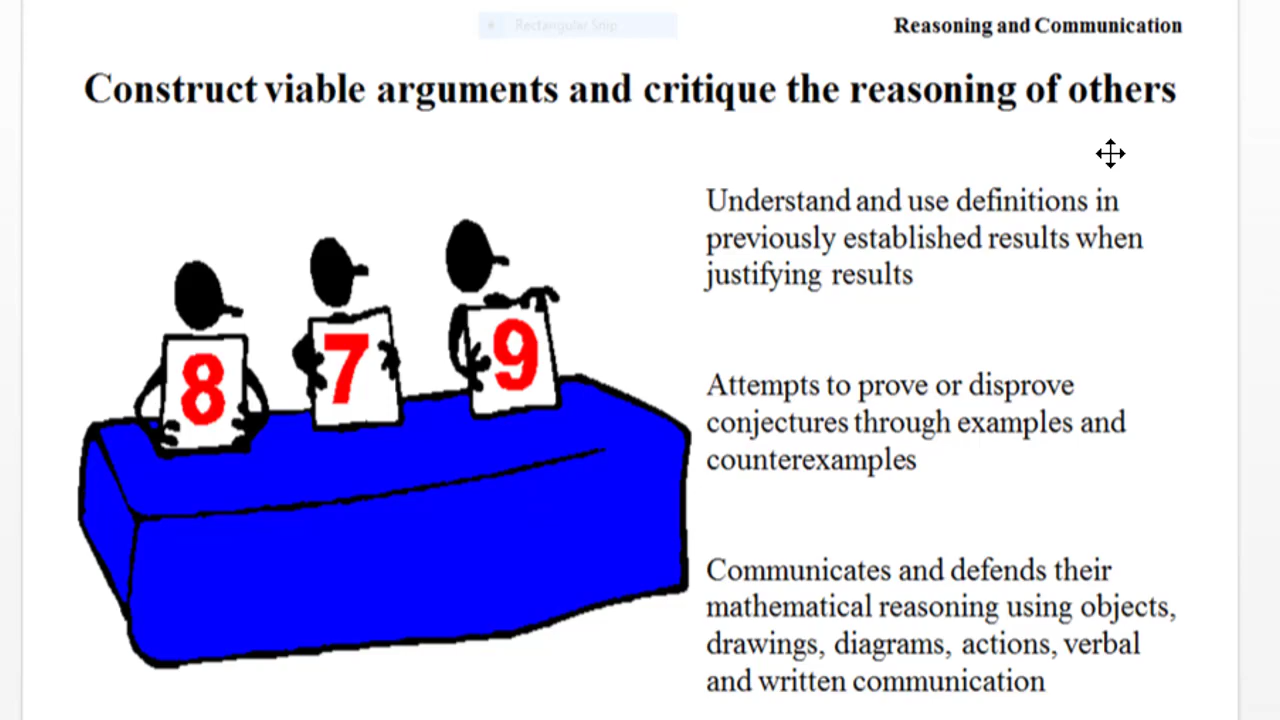 Rectangular Snip
Reasoning and Communication
Construct viable arguments and critique the reasoning of others
8
7
9
Understand and use definitions in
previously established results when
justifying results
Attempts to prove or disprove
conjectures through examples and
counterexamples
Communicates and defends their
mathematical reasoning using objects,
drawings, diagrams, actions, verbal
and written communication